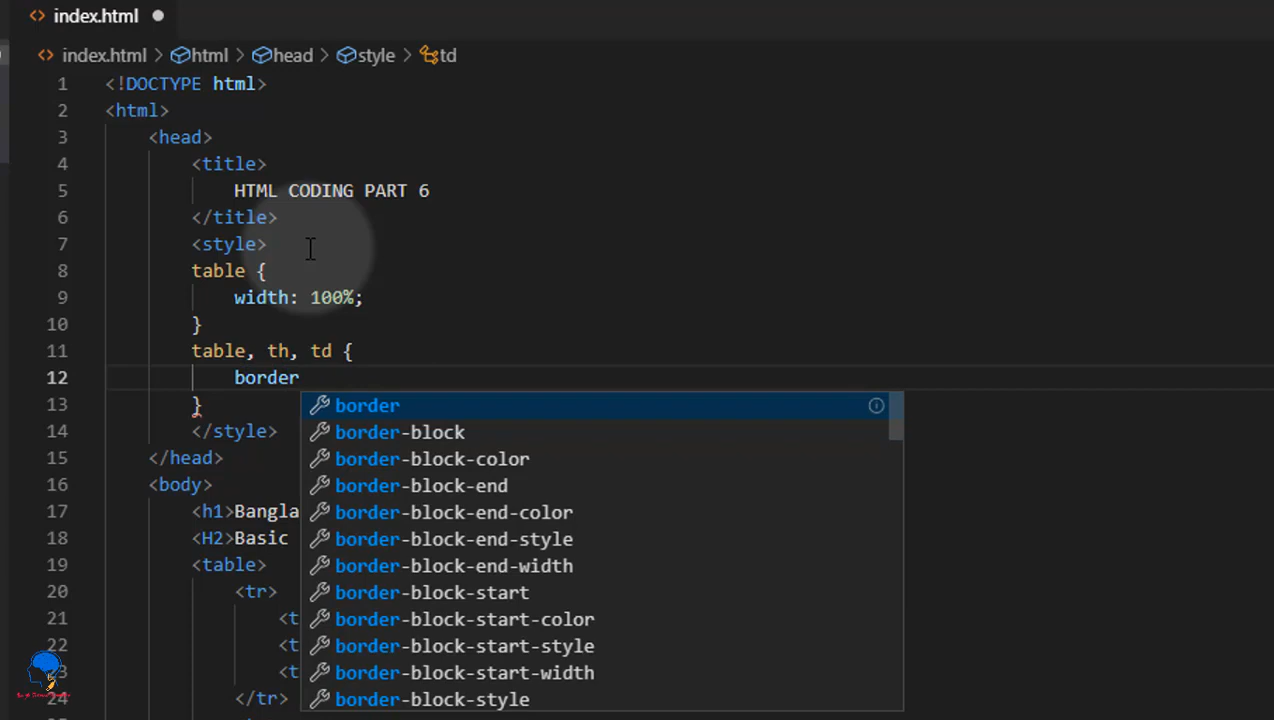 index.html
index.html > html > head > style > td
1 <!DOCTYPE html>
2 <html>
3 <head>
4 <title>
5 HTML CODING PART 6
6 </title>
7 <style>
8 table {
9 width: 100%;
10 }
11 table, th, td {
12 border
border
13 }
border-block
14 </style>
border-block-color
15 </head>
border-block-end
16 <body>
border-block-end-color
17 <h1>Bangla
border-block-end-style
18 <H2>Basic
border-block-end-width
19 <table>
border-block-start
20 <tr>
border-block-start-color
21 <t
border-block-start-style
22 <t
border-block-start-width
<t
border-block-style
24 </tr>